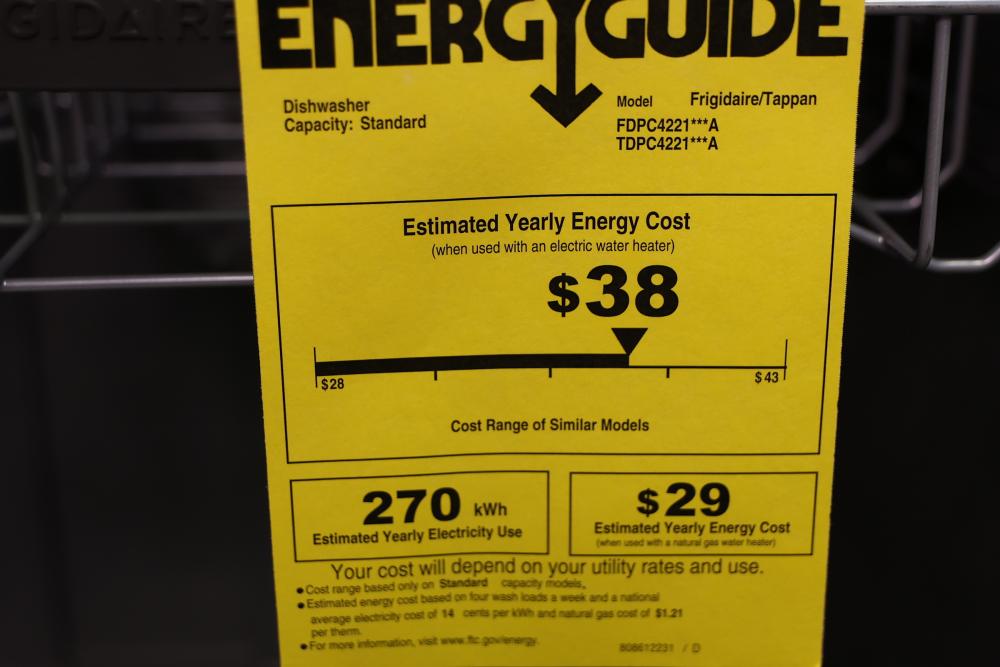 GIDAIRE
ENERGYGUIDE
Dishwasher
Capacity: Standard
Model Frigidaire/Tappan
FDPC4221***A
TDPC4221***A
Estimated Yearly Energy Cost
(when used with an electric water heater)
$38
$28
$43
Cost Range of Similar Models
270 kWh
Estimated Yearly Electricity Use
$29
Estimated Yearly Energy Cost
(when used with a natural gas water heater)
Your cost will depend on your utility rates and use.
● Cost range based only on Standard capacity models.
● Estimated energy cost based on four wash loads a week and a national
average electricity cost of 14 cents per kWh and natural gas cost of $1.21
per therm.
● For more information, visit www.ftc.gov/energy.
808612231 / D